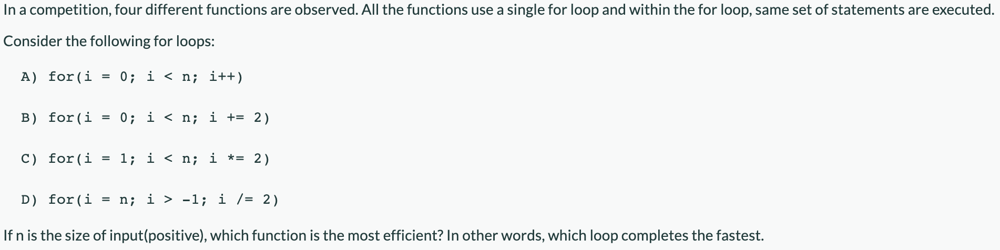 In a competition, four different functions are observed. All the functions use a single for loop and within the for loop, same set of statements are executed.
Consider the following for loops:
A) for(i = 0; i < n; i++)
B) for(i = 0; i < n; i += 2)
C) for(i = 1; i < n; i *= 2)
D) for(i = n; i > -1; i /= 2)
If n is the size of input(positive), which function is the most efficient? In other words, which loop completes the fastest.